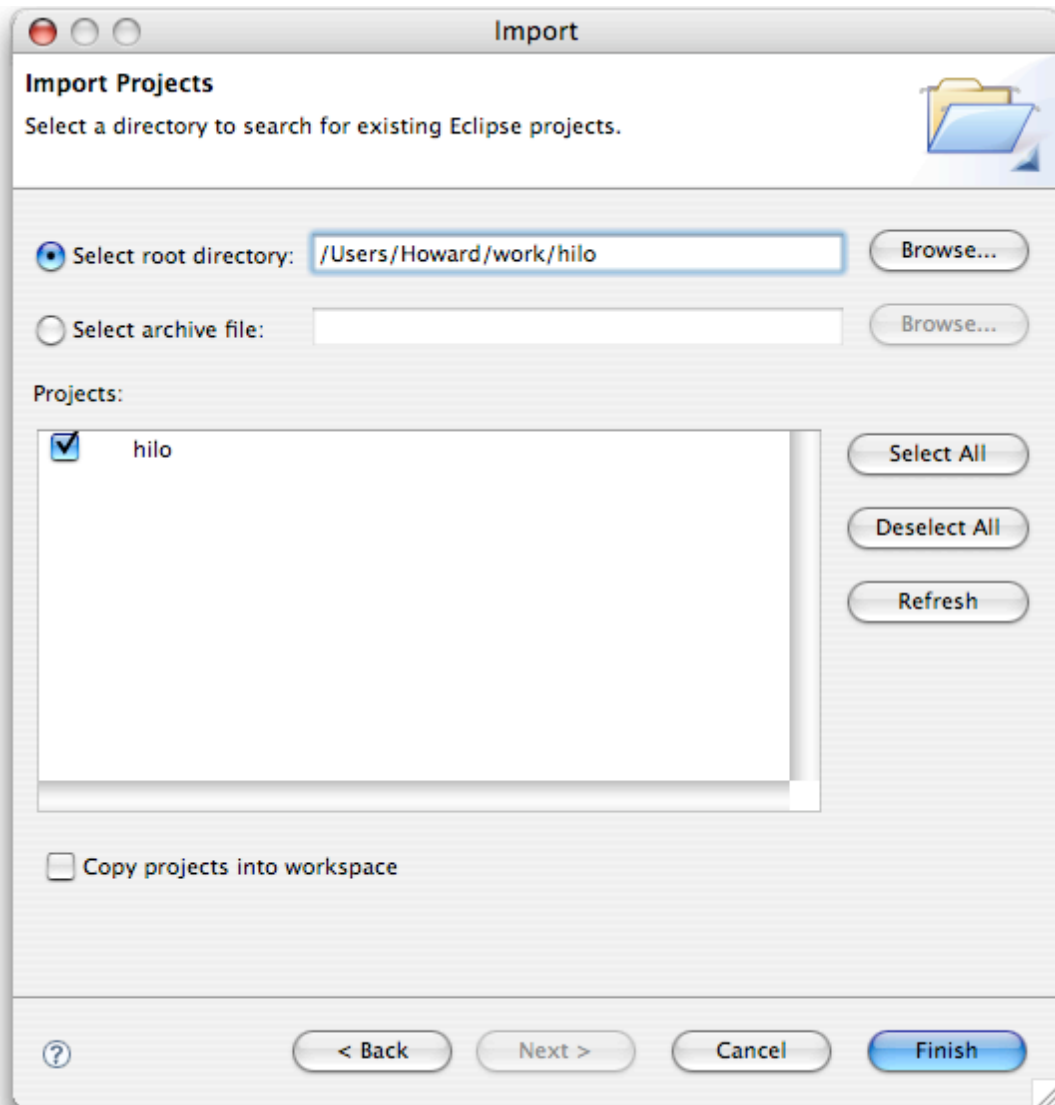 Import
Import Projects
Select a directory to search for existing Eclipse projects.
Select root directory: /Users/Howard/work/hilo Browse...
Select archive file: Browse...
Projects:
hilo
Select All
Deselect All
Refresh
Copy projects into workspace
? < Back Next > Cancel Finish